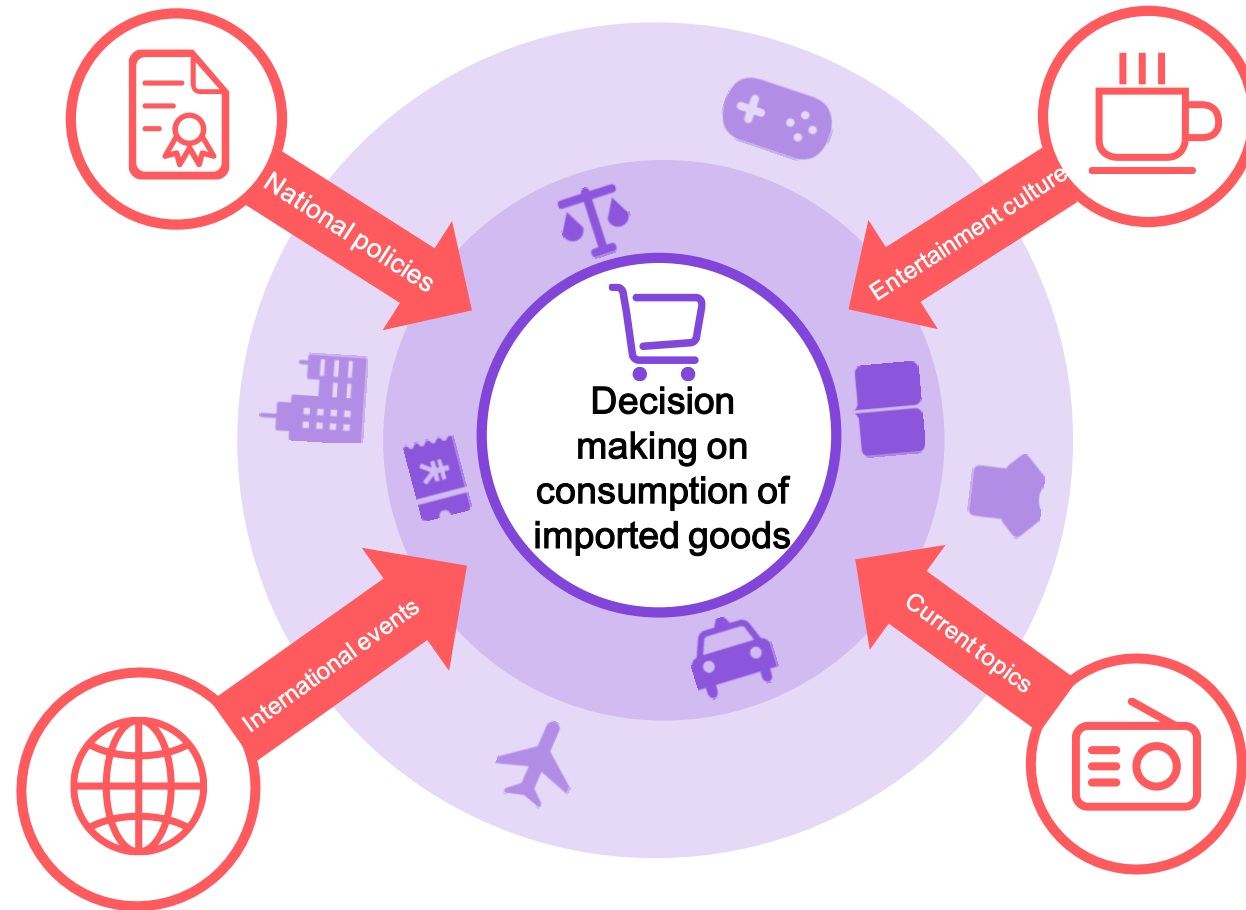 National policies
Entertainment culture
Decision
making on
consumption of
imported goods
International events
Current topics